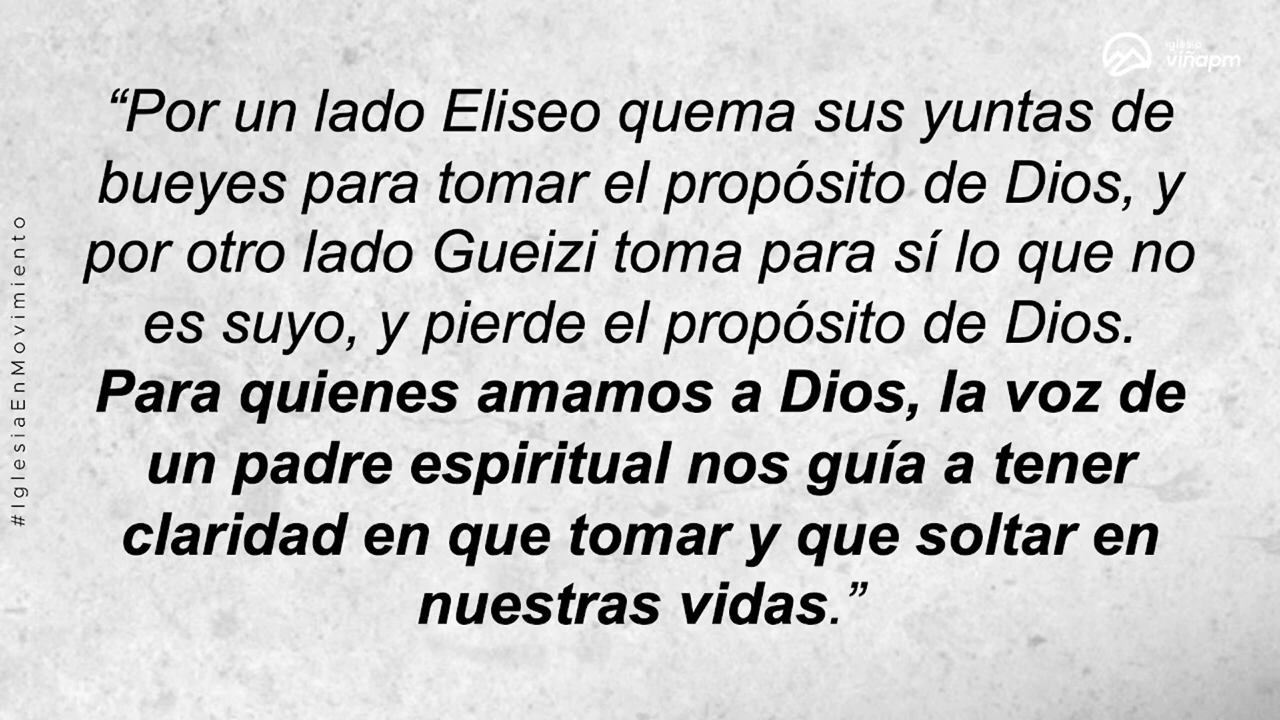 iglesia
viñapm
“Por un lado Eliseo quema sus yuntas de
bueyes para tomar el propósito de Dios, y
por otro lado Gueizi toma para sí lo que no
es suyo, y pierde el propósito de Dios.
Para quienes amamos a Dios, la voz de
un padre espiritual nos guía a tener
claridad en que tomar y que soltar en
nuestras vidas.”
#IglesiaEnMovimiento